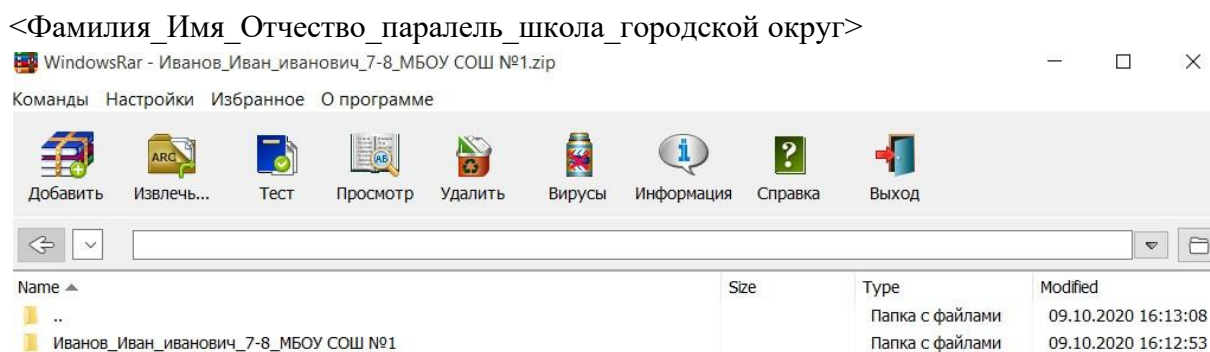 <Фамилия_Имя_Отчество_паралель_школа_городской округ>
WindowsRar - Иванов_Иван_иванович_7-8_МБОУ СОШ №1.zip
Команды Настройки Избранное О программе
ARC
Добавить Извлечь... Тест Просмотр Удалить Вирусы Информация Справка Выход
Name Size Type Modified
.. Папка с файлами 09.10.2020 16:13:08
Иванов_Иван_иванович_7-8_МБОУ СОШ №1 Папка с файлами 09.10.2020 16:12:53